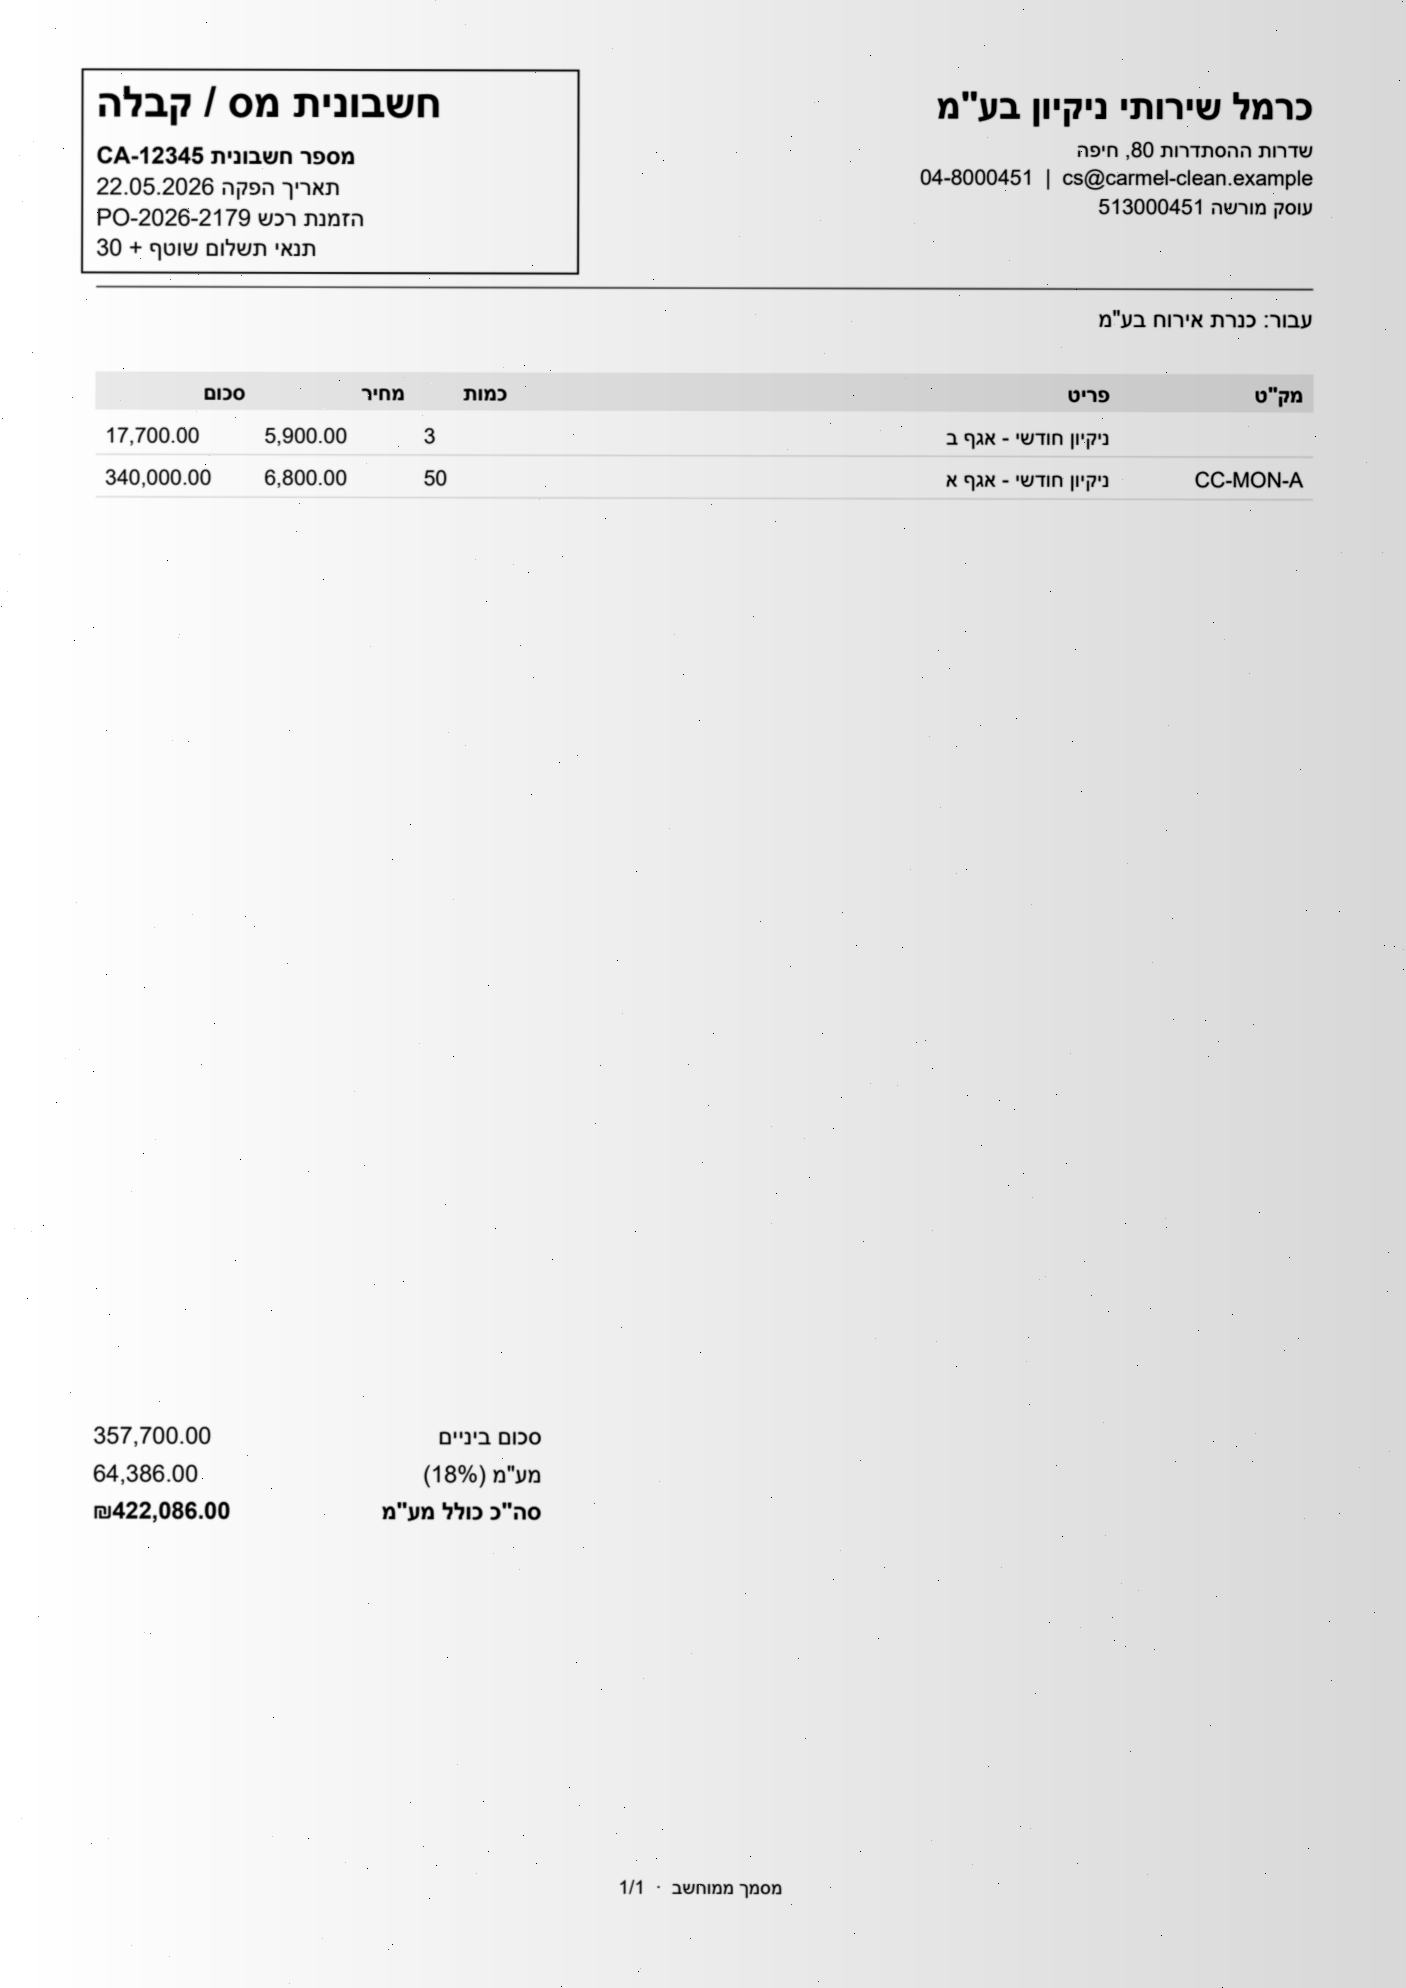 כרמל שירותי ניקיון בע"מ
שדרות ההסתדרות 80, חיפה
04-8000451 | cs@carmel-clean.example
עוסק מורשה 513000451
חשבונית מס / קבלה
מספר חשבונית CA-12345
תאריך הפקה 22.05.2026
הזמנת רכש PO-2026-2179
תנאי תשלום שוטף + 30
עבור: כנרת אירוח בע"מ
מק"ט פריט כמות מחיר סכום
ניקיון חודשי - אגף ב 3 5,900.00 17,700.00
CC-MON-A ניקיון חודשי - אגף א 50 6,800.00 340,000.00
סכום ביניים 357,700.00
מע"מ (18%) 64,386.00
סה"כ כולל מע"מ ₪422,086.00
מסמך ממוחשב · 1/1